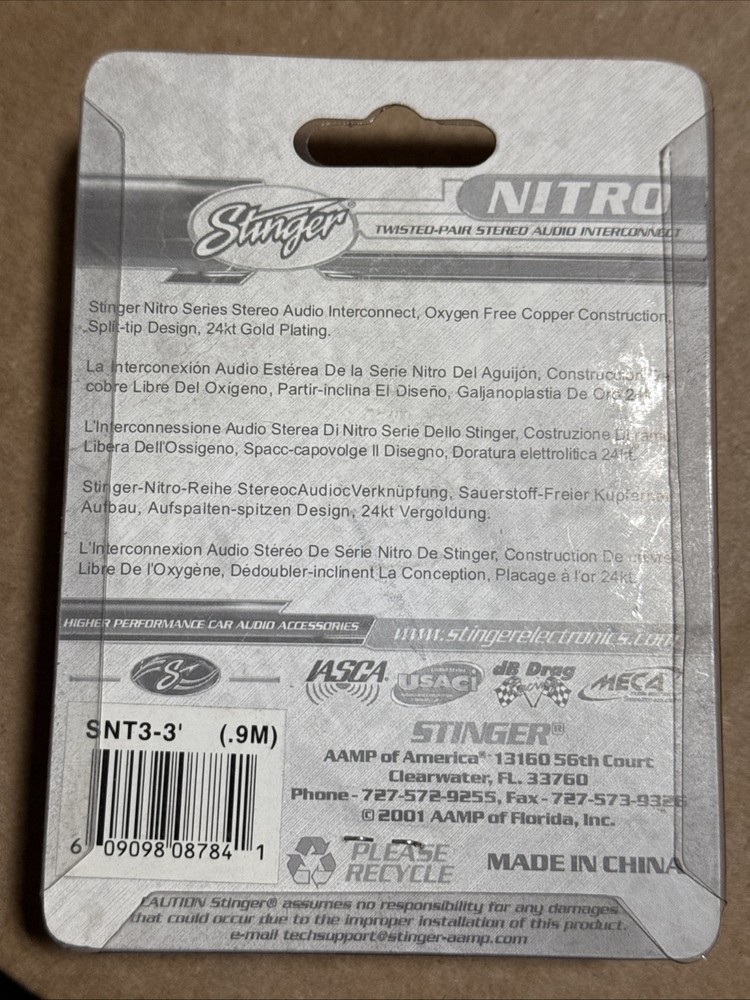 Stinger®
NITRO
TWISTED-PAIR STEREO AUDIO INTERCONNECT
Stinger Nitro Series Stereo Audio Interconnect, Oxygen Free Copper Construction,
Split-tip Design, 24kt Gold Plating.
La Interconexión Audio Estérea De la Serie Nitro Del Aguijón, Construcción De
cobre Libre Del Oxigeno, Partir-inclina El Diseño, Galjanoplastia De Oro
L'Interconnessione Audio Sterea Di Nitro Serie Dello Stinger, Costruzione Di rame
Libera Dell'Ossigeno, Spacc-capovolge Il Disegno, Doratura elettrolitica 24kt.
Stinger-Nitro-Reihe StereocAudiocVerknüpfung, Sauerstoff-Freier
Aufbau, Aufspalten-spitzen Design, 24kt Vergoldung.
L'Interconnexion Audio Stéréo De Série Nitro De Stinger, Construction De
Libre De l'Oxygène, Dédoubler-inclinent La Conception, Placage à l'or 24kt.
HIGHER PERFORMANCE CAR AUDIO ACCESSORIES
www.stingerelectronics.com
S
IASCA
USACi
dB Drag
MECA
SNT3-3' (.9M)
6 09098 08784 1
STINGER®
AAMP of America® 13160 56th Court
Clearwater, FL. 33760
Phone - 727-572-9255, Fax - 727-573-9326
© 2001 AAMP of Florida, Inc.
PLEASE
RECYCLE
MADE IN CHINA
CAUTION Stinger® assumes no responsibility for any damages
that could occur due to the improper installation of this product.
e-mail techsupport@stinger-aamp.com